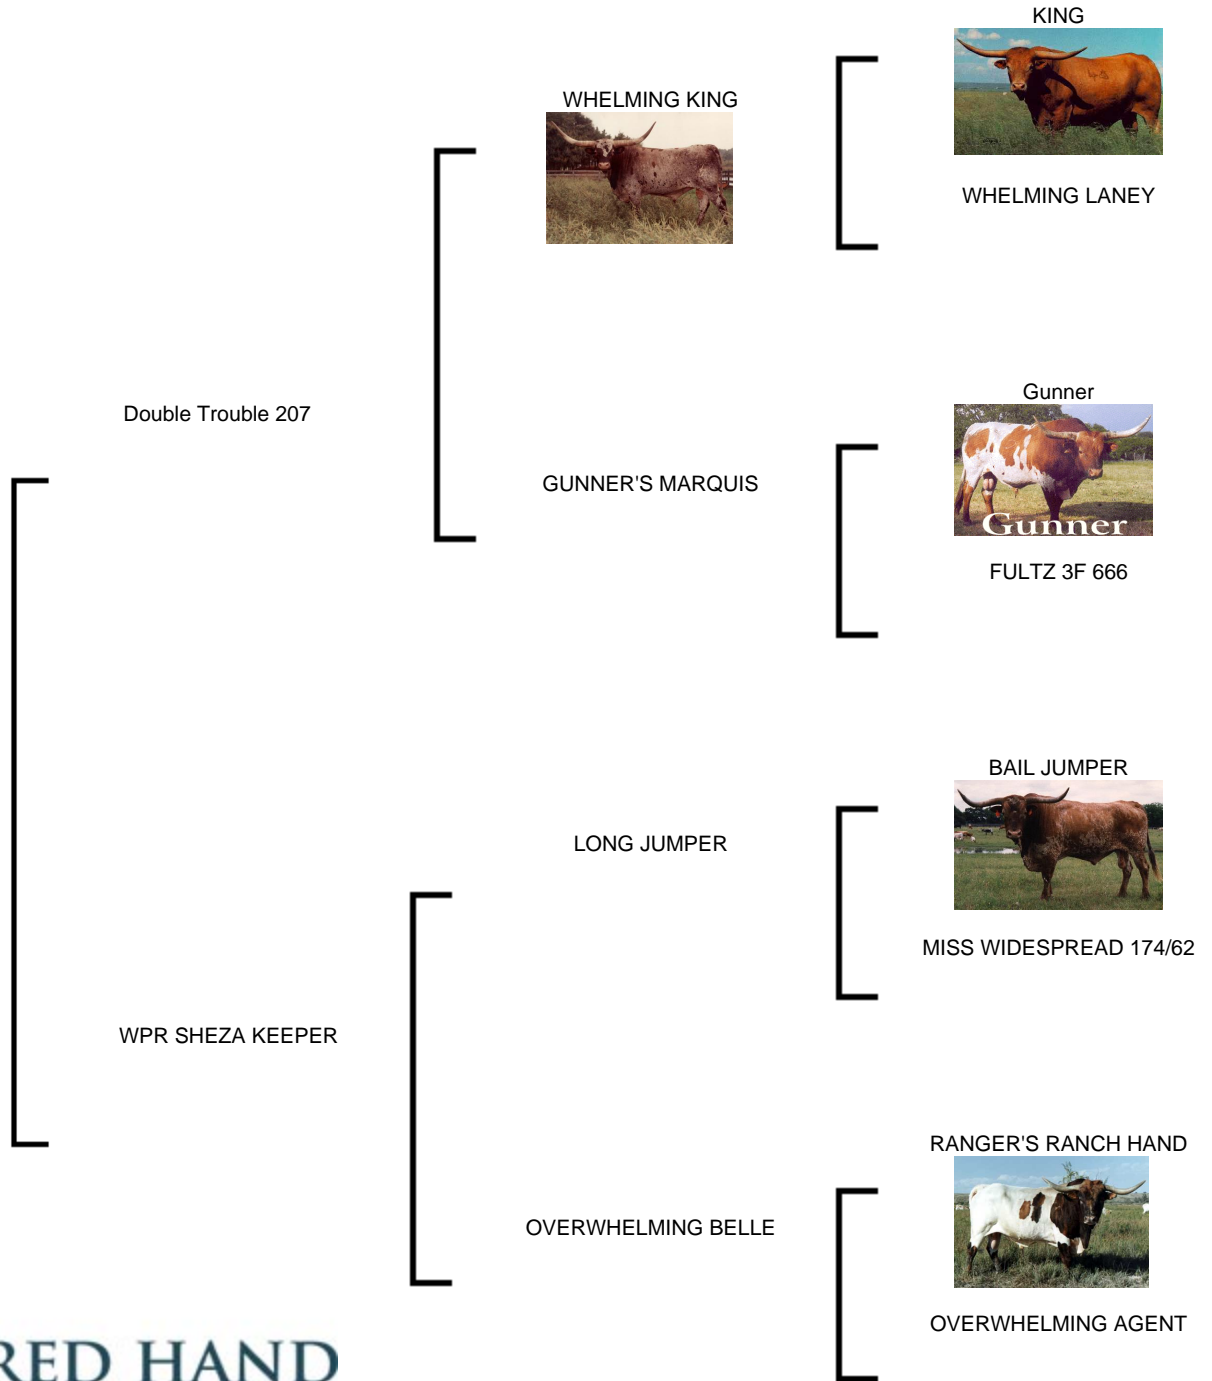 KING
WHELMING KING
WHELMING LANEY
Double Trouble 207
Gunner
GUNNER'S MARQUIS
Gunner
FULTZ 3F 666
BAIL JUMPER
LONG JUMPER
MISS WIDESPREAD 174/62
WPR SHEZA KEEPER
RANGER'S RANCH HAND
OVERWHELMING BELLE
OVERWHELMING AGENT
RED HAND